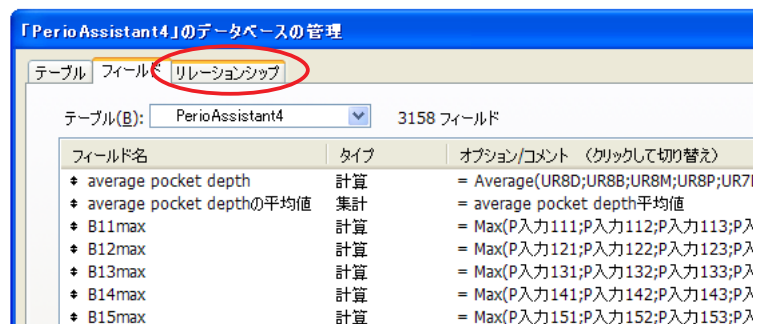 「PerioAssistant4」のデータベースの管理
テーブル フィールド リレーションシップ
テーブル(B): PerioAssistant4 3158 フィールド
フィールド名 タイプ オプション/コメント (クリックして切り替え)
average pocket depth 計算 = Average(UR8D;UR8B;UR8M;UR8P;UR7
average pocket depthの平均値 集計 = average pocket depth平均値
B11max 計算 = Max(P入力111;P入力112;P入力113;P入
B12max 計算 = Max(P入力121;P入力122;P入力123;P入
B13max 計算 = Max(P入力131;P入力132;P入力133;P入
B14max 計算 = Max(P入力141;P入力142;P入力143;P入
B15max 計算 = Max(P入力151;P入力152;P入力153;P入